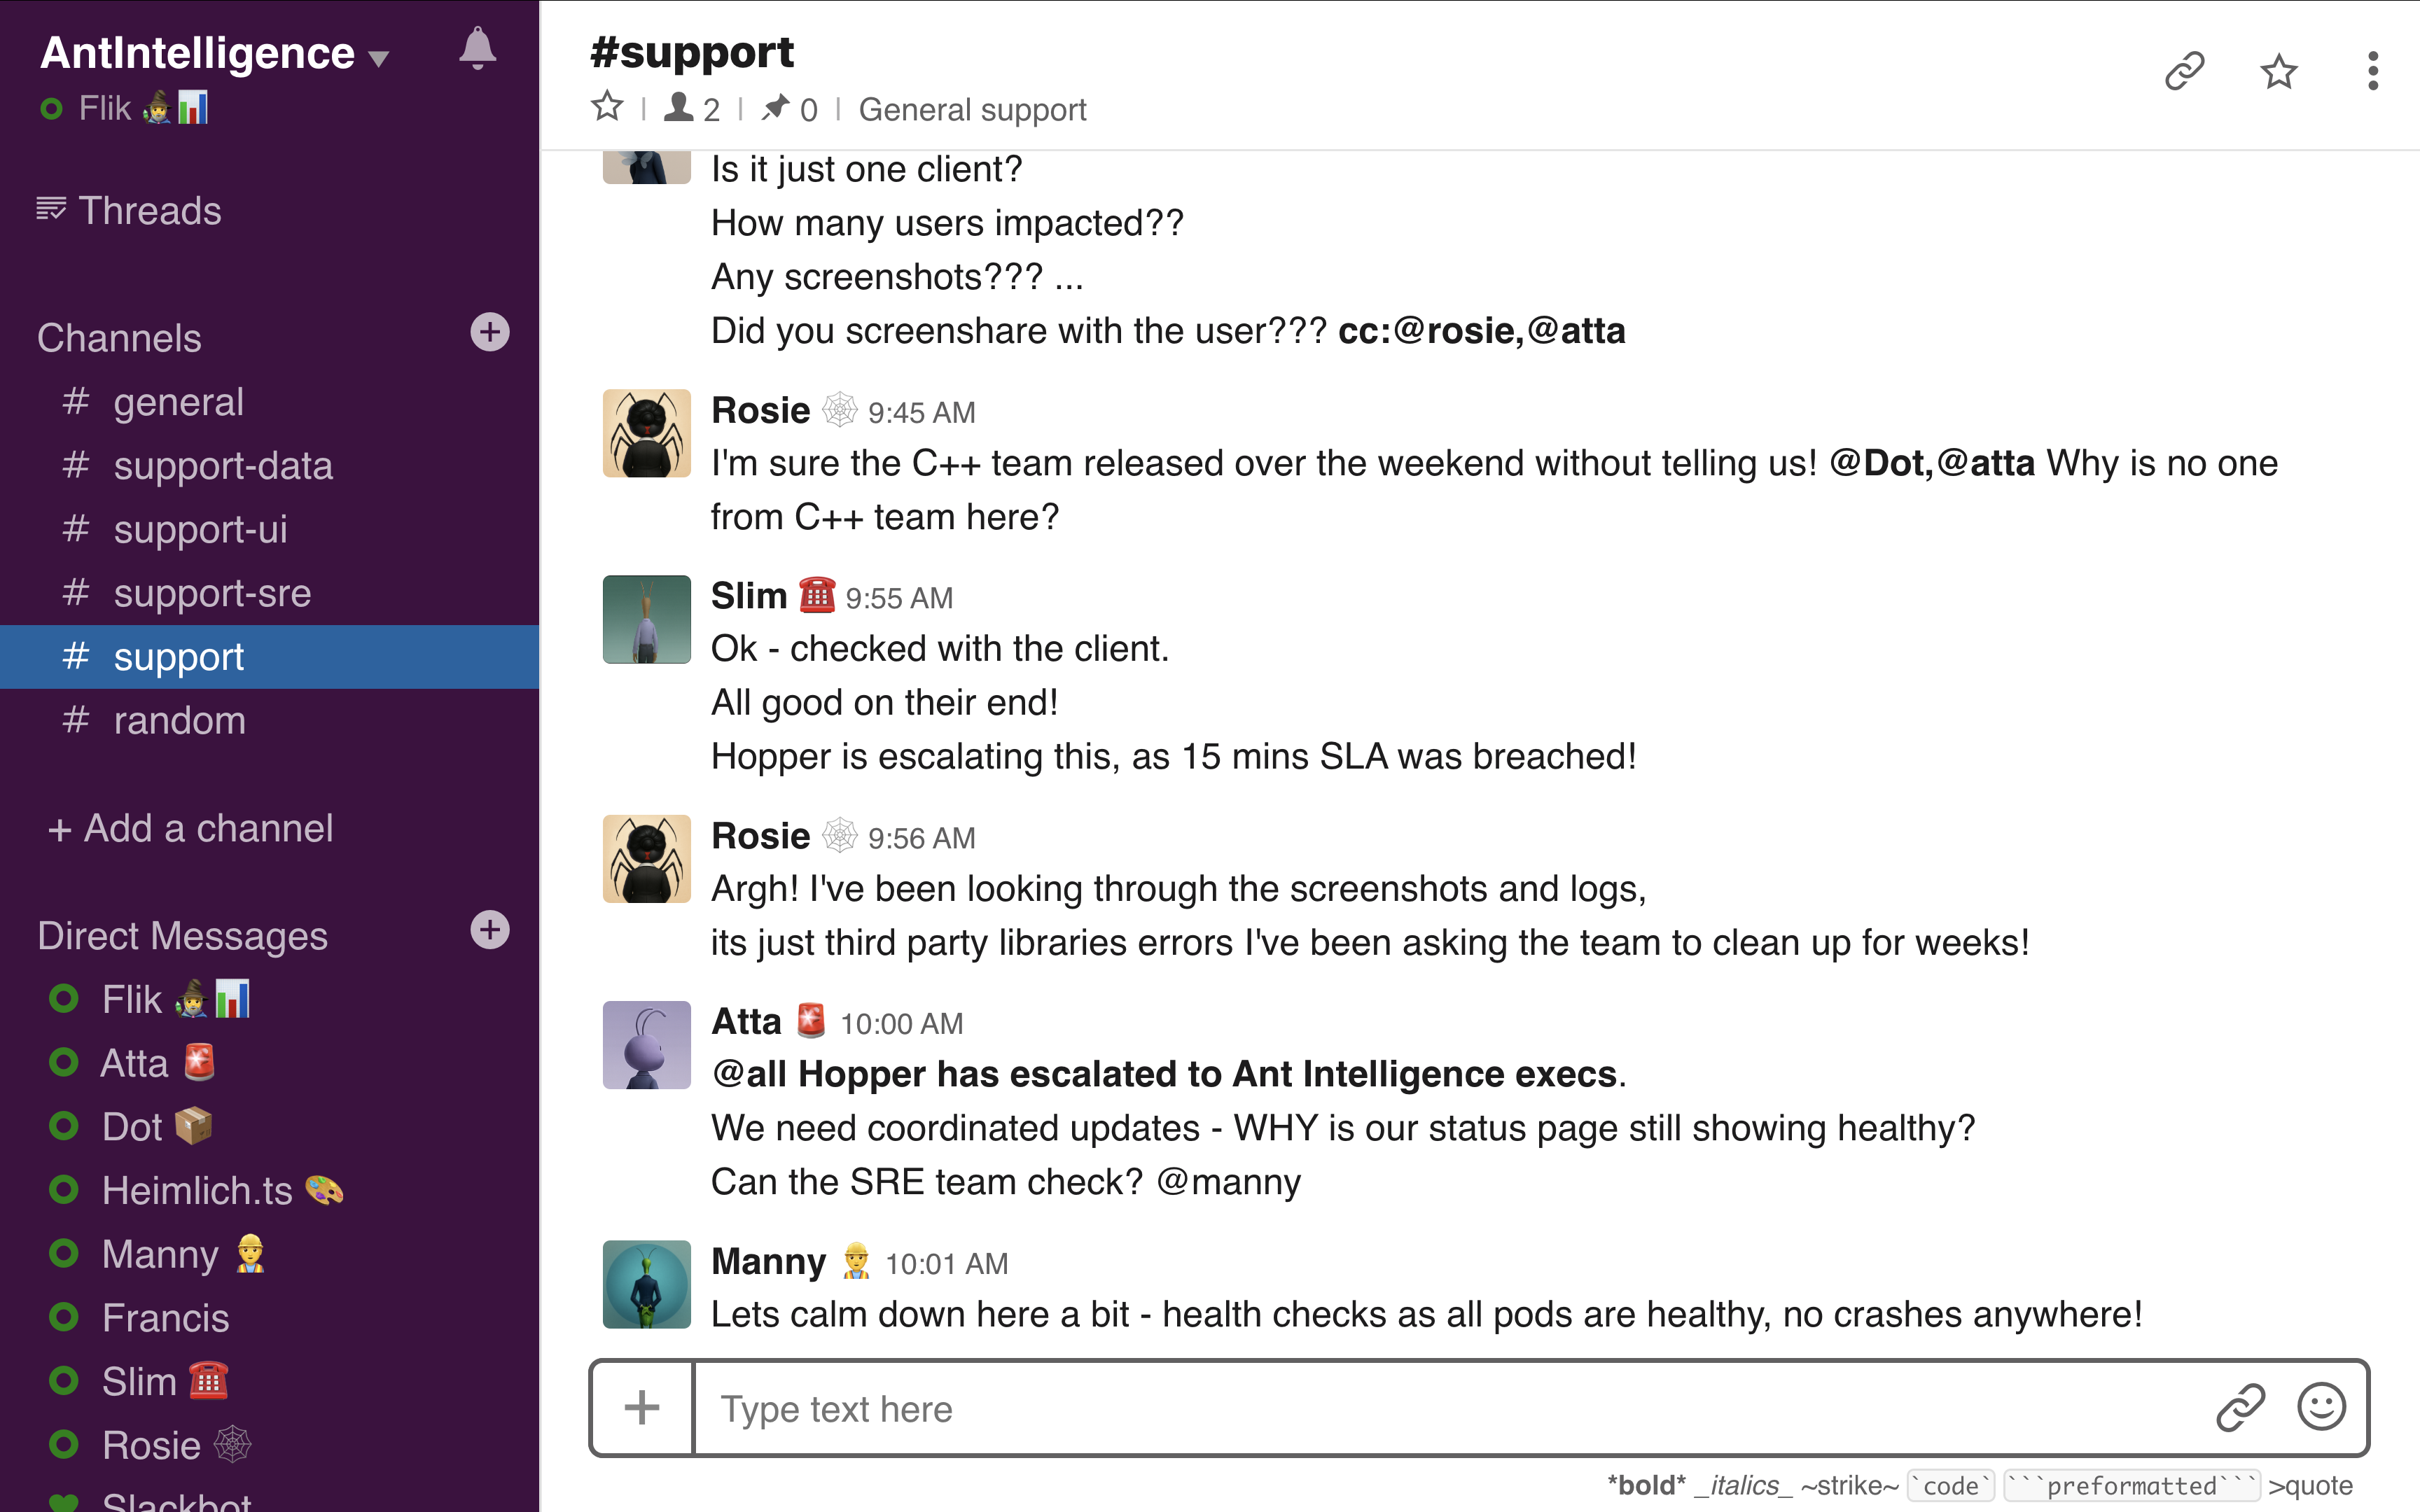 AntIntelligence
Flik
Threads
Channels
# general
# support-data
# support-ui
# support-sre
# support
# random
+ Add a channel
Direct Messages
Flik
Atta
Dot
Heimlich.ts
Manny
Francis
Slim
Rosie
Slackbot
#support
2 | 0 | General support
Is it just one client?
How many users impacted??
Any screenshots??? ...
Did you screenshare with the user??? cc:@rosie,@atta
Rosie 9:45 AM
I'm sure the C++ team released over the weekend without telling us! @Dot,@atta Why is no one
from C++ team here?
Slim 9:55 AM
Ok - checked with the client.
All good on their end!
Hopper is escalating this, as 15 mins SLA was breached!
Rosie 9:56 AM
Argh! I've been looking through the screenshots and logs,
its just third party libraries errors I've been asking the team to clean up for weeks!
Atta 10:00 AM
@all Hopper has escalated to Ant Intelligence execs.
We need coordinated updates - WHY is our status page still showing healthy?
Can the SRE team check? @manny
Manny 10:01 AM
Lets calm down here a bit - health checks as all pods are healthy, no crashes anywhere!
Type text here
*bold* _italics_ ~strike~ `code` ```preformatted``` >quote